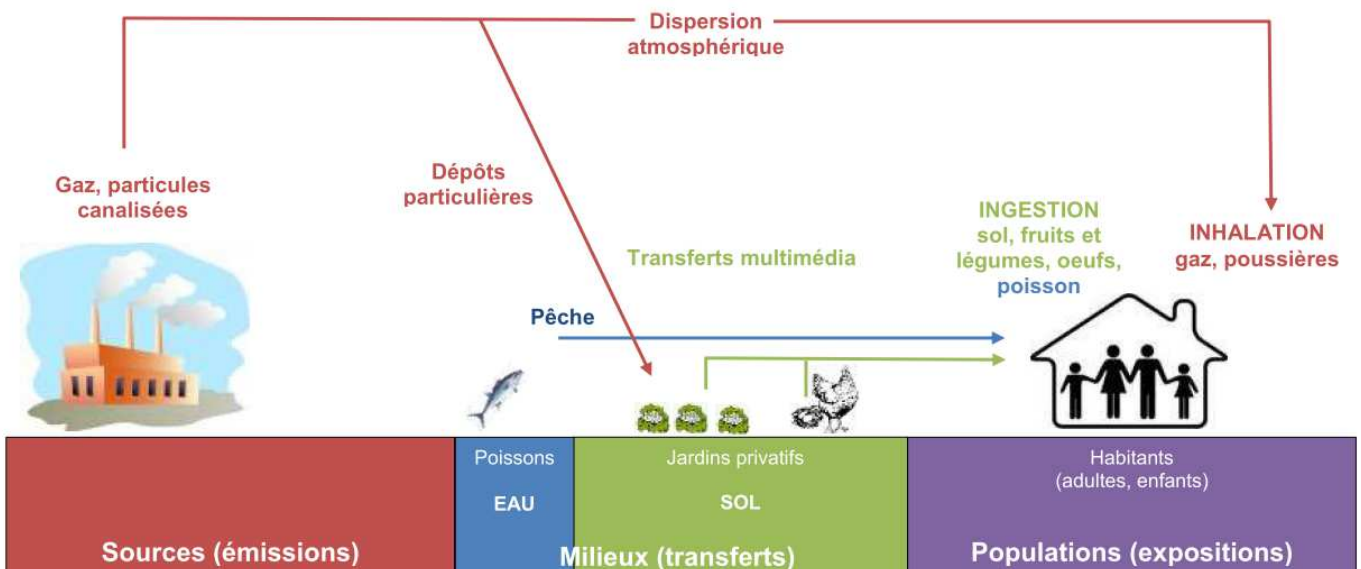 Dispersion
atmosphérique
Gaz, particules
canalisées
Dépôts
particulières
INGESTION
sol, fruits et
légumes, oeufs,
poisson
INHALATION
gaz, poussières
Transferts multimédia
Pêche
Poissons
EAU
Jardins privatifs
SOL
Habitants
(adultes, enfants)
Sources (émissions)
Milieux (transferts)
Populations (expositions)